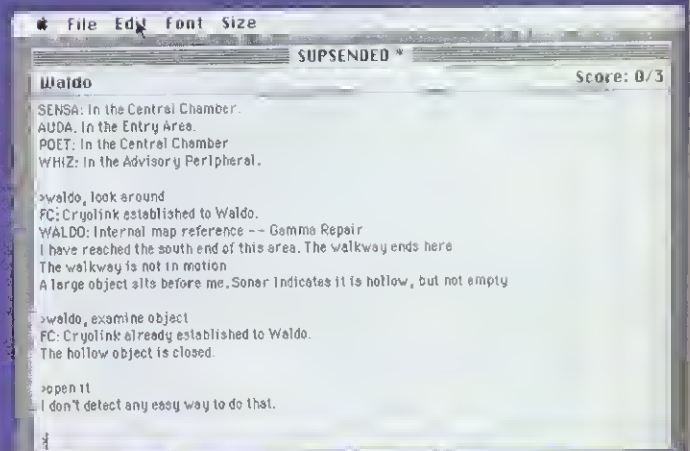 File Edit Font Size
SUPSENDED *
Waldo Score: 0/3
SENSA: In the Central Chamber.
AUDA. In the Entry Area.
POET: In the Central Chamber
WHIZ: In the Advisory Peripheral.
>waldo, look around
FC: Cryolink established to Waldo.
WALDO: Internal map reference -- Gamma Repair
I have reached the south end of this area. The walkway ends here
The walkway is not in motion
A large object sits before me. Sonar Indicates it is hollow, but not empty
>waldo, examine object
FC: Cryolink already established to Waldo.
The hollow object is closed.
>open it
I don't detect any easy way to do that.
>